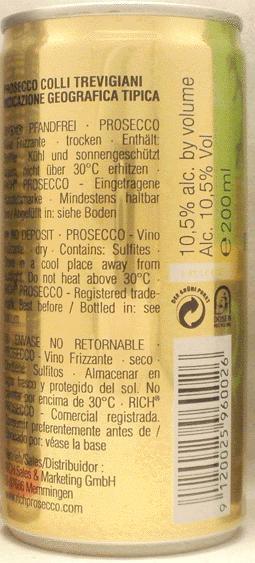 PROSECCO COLLI TREVIGIANI
INDICAZIONE GEOGRAFICA TIPICA
PFANDFREI · PROSECCO
Frizzante · trocken · Enthält:
Kühl und sonnengeschützt
nicht über 30°C erhitzen ·
PROSECCO - Eingetragene
Mindestens haltbar
Abgefüllt in: siehe Boden
NO DEPOSIT · PROSECCO - Vino
dry · Contains: Sulfites ·
in a cool place away from
Do not heat above 30°C ·
PROSECCO - Registered trade-
Best before / Bottled in: see
ENVASE NO RETORNABLE ·
PROSECCO - Vino Frizzante · seco ·
Sulfitos · Almacenar en
fresco y protegido del sol. No
por encima de 30°C · RICH®
PROSECCO - Comercial registrada.
preferentemente antes de /
por: véase la base
/Sales/Distribuidor :
RICH Sales & Marketing GmbH
Memmingen
www.richprosecco.com
10,5% alc. by volume
Alc. 10,5% Vol
e 200 ml
DER GRÜNE PUNKT
9 120025 960026